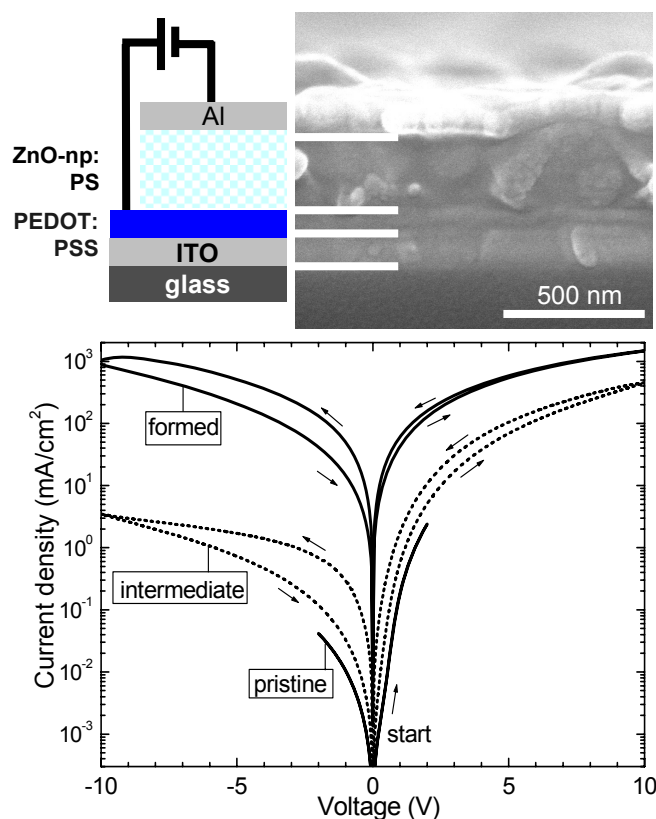 Al
ZnO-np:
PS
PEDOT:
PSS
ITO
glass
500 nm
10³
10²
10¹
10⁰
10⁻¹
10⁻²
10⁻³
Current density (mA/cm²)
formed
intermediate
pristine
start
-10
-5
0
5
10
Voltage (V)